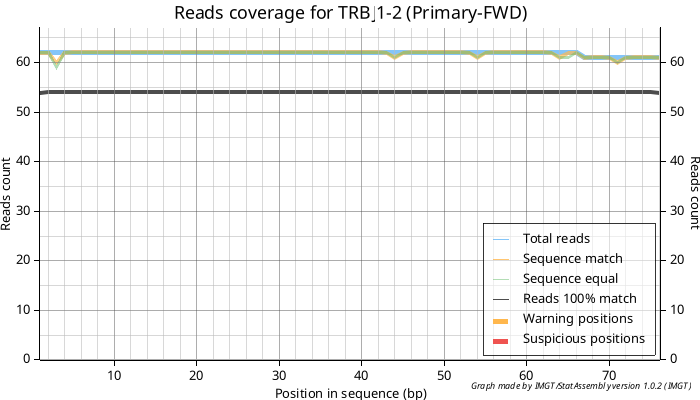 Reads coverage for TRBJ1-2 (Primary-FWD)
60
50
40
30
20
10
0
Reads count
60
50
40
30
20
10
0
Reads count
Total reads
Sequence match
Sequence equal
Reads 100% match
Warning positions
Suspicious positions
10 20 30 40 50 60 70
Position in sequence (bp)
Graph made by IMGT/StatAssembly version 1.0.2 (IMGT)